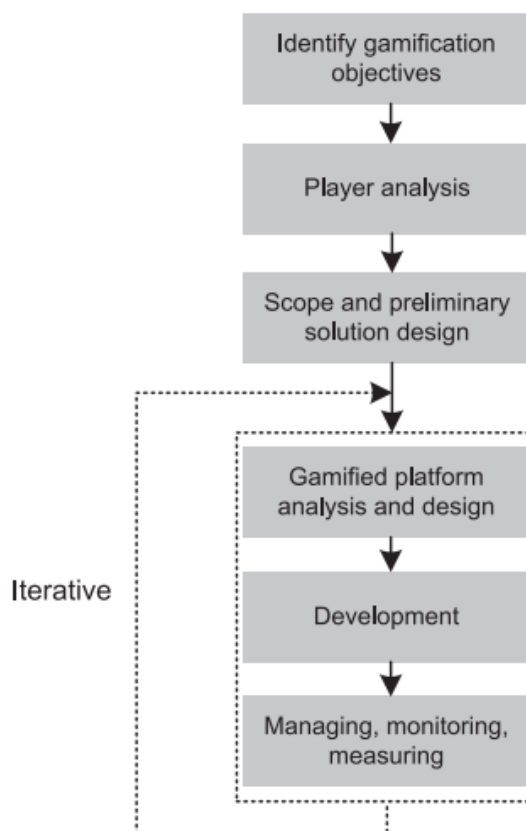 Identify gamification
objectives
Player analysis
Scope and preliminary
solution design
Gamified platform
analysis and design
Iterative
Development
Managing, monitoring,
measuring